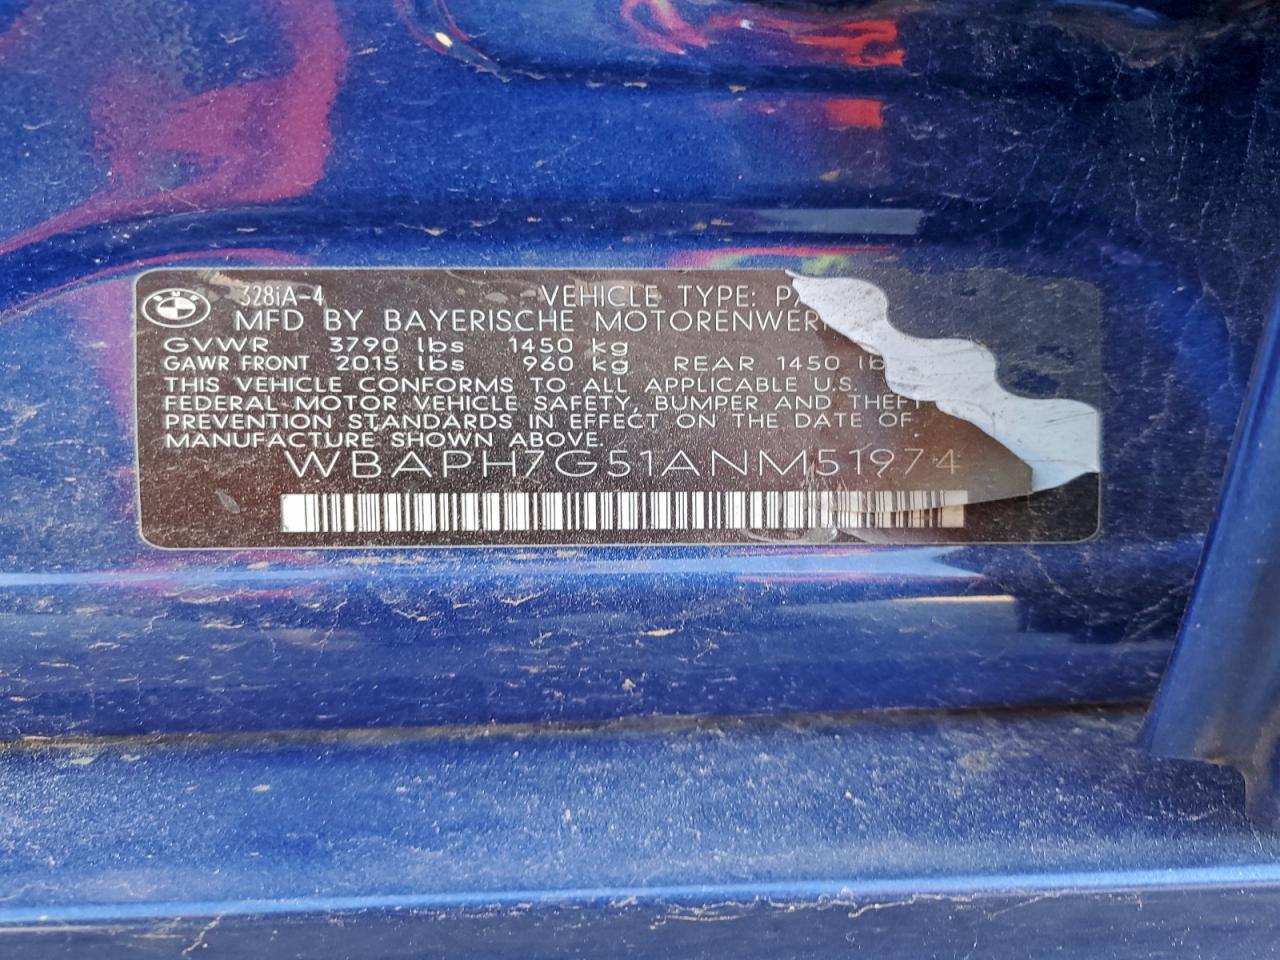 BMW
328iA-4 VEHICLE TYPE:
MFD BY BAYERISCHE MOTORENWER
GVWR 3790 lbs 1450 kg
GAWR FRONT 2015 lbs 960 kg REAR 1450 lb
THIS VEHICLE CONFORMS TO ALL APPLICABLE U.S.
FEDERAL MOTOR VEHICLE SAFETY, BUMPER AND THEFT
PREVENTION STANDARDS IN EFFECT ON THE DATE OF
MANUFACTURE SHOWN ABOVE.
WBAPH7G51ANM51974